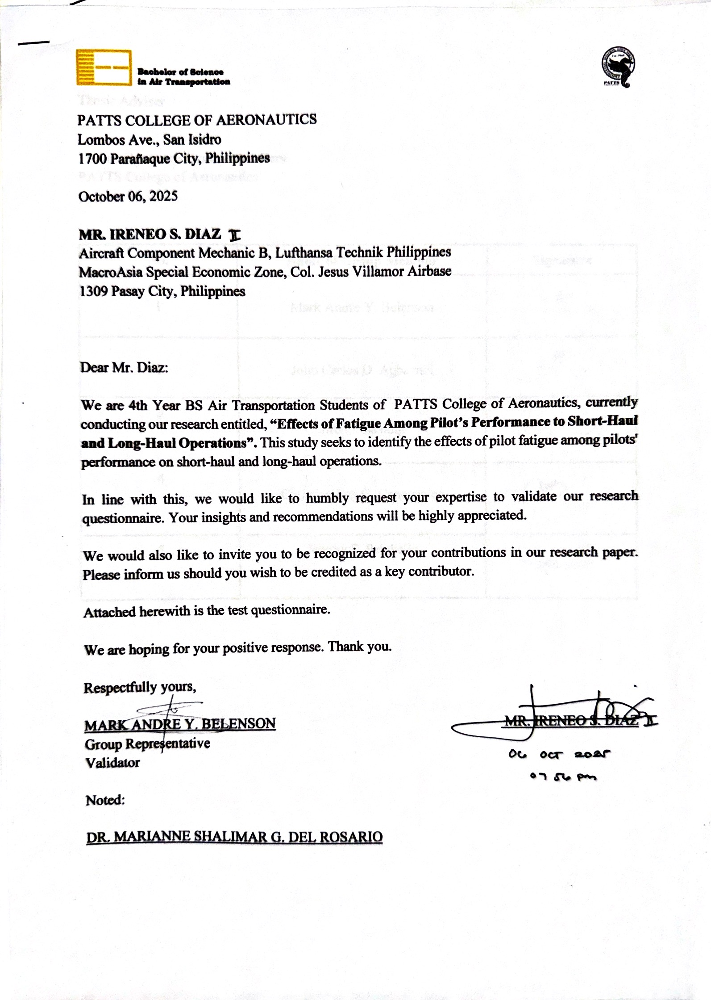 Bachelor of Science
in Air Transportation
PATTS
PATTS COLLEGE OF AERONAUTICS
Lombos Ave., San Isidro
1700 Parañaque City, Philippines
October 06, 2025
MR. IRENEO S. DIAZ II
Aircraft Component Mechanic B, Lufthansa Technik Philippines
MacroAsia Special Economic Zone, Col. Jesus Villamor Airbase
1309 Pasay City, Philippines
Dear Mr. Diaz:
We are 4th Year BS Air Transportation Students of PATTS College of Aeronautics, currently
conducting our research entitled, “Effects of Fatigue Among Pilot’s Performance to Short-Haul
and Long-Haul Operations”. This study seeks to identify the effects of pilot fatigue among pilots'
performance on short-haul and long-haul operations.
In line with this, we would like to humbly request your expertise to validate our research
questionnaire. Your insights and recommendations will be highly appreciated.
We would also like to invite you to be recognized for your contributions in our research paper.
Please inform us should you wish to be credited as a key contributor.
Attached herewith is the test questionnaire.
We are hoping for your positive response. Thank you.
Respectfully yours,
MARK ANDRE Y. BELENSON
Group Representative
Validator
MR. IRENEO S. DIAZ II
06 OCT 2025
07 56 pm
Noted:
DR. MARIANNE SHALIMAR G. DEL ROSARIO